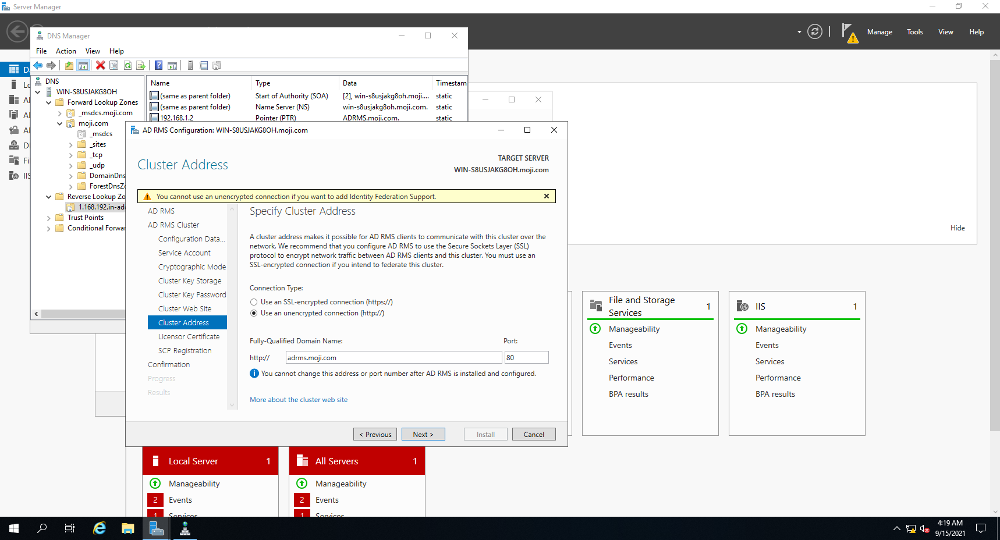 Server Manager
Manage
Tools
View
Help
DNS Manager
File Action View Help
DNS
WIN-S8USJAKG8OH
Forward Lookup Zones
_msdcs.moji.com
moji.com
_msdcs
_sites
_tcp
_udp
DomainDns
ForestDnsZo
Reverse Lookup Zo
1.168.192.in-ad
Trust Points
Conditional Forwar
Name Type Data Timestam
(same as parent folder) Start of Authority (SOA) [2], win-s8usjakg8oh.moji.... static
(same as parent folder) Name Server (NS) win-s8usjakg8oh.moji.com. static
192.168.1.2 Pointer (PTR) ADRMS.moji.com. static
AD RMS Configuration: WIN-S8USJAKG8OH.moji.com
Cluster Address
TARGET SERVER
WIN-S8USJAKG8OH.moji.com
You cannot use an unencrypted connection if you want to add Identity Federation Support.
AD RMS
AD RMS Cluster
Configuration Data...
Service Account
Cryptographic Mode
Cluster Key Storage
Cluster Key Password
Cluster Web Site
Cluster Address
Licensor Certificate
SCP Registration
Confirmation
Progress
Results
Specify Cluster Address
A cluster address makes it possible for AD RMS clients to communicate with this cluster over the
network. We recommend that you configure AD RMS to use the Secure Sockets Layer (SSL)
protocol to encrypt network traffic between AD RMS clients and this cluster. You must use an
SSL-encrypted connection if you intend to federate this cluster.
Connection Type:
Use an SSL-encrypted connection (https://)
Use an unencrypted connection (http://)
Fully-Qualified Domain Name: Port:
http:// adrms.moji.com 80
You cannot change this address or port number after AD RMS is installed and configured.
More about the cluster web site
< Previous Next > Install Cancel
Hide
File and Storage
Services 1
Manageability
Events
Services
Performance
BPA results
IIS 1
Manageability
Events
Services
Performance
BPA results
Local Server 1
Manageability
2 Events
1 Services
All Servers 1
Manageability
2 Events
1 Services
4:19 AM
9/15/2021